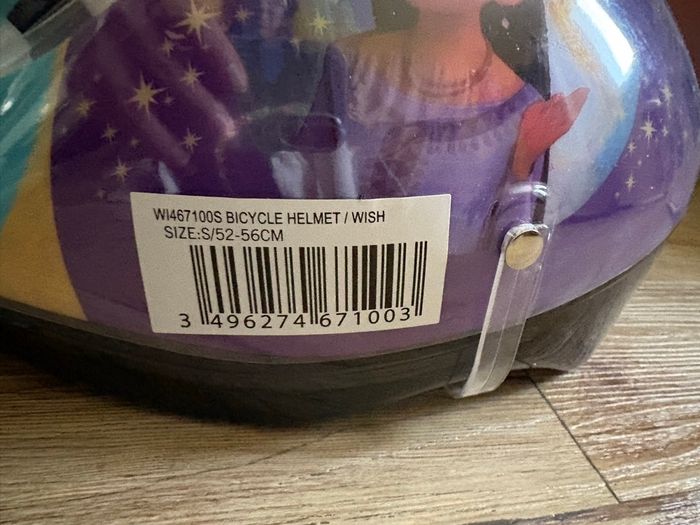 WI467100S BICYCLE HELMET / WISH
SIZE:S/52-56CM
3 496274 671003